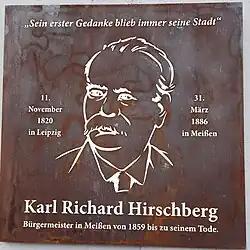 „Sein erster Gedanke blieb immer seine Stadt“
11.
November
1820
in Leipzig
31.
März
1886
in Meißen
Karl Richard Hirschberg
Bürgermeister in Meißen von 1859 bis zu seinem Tode.